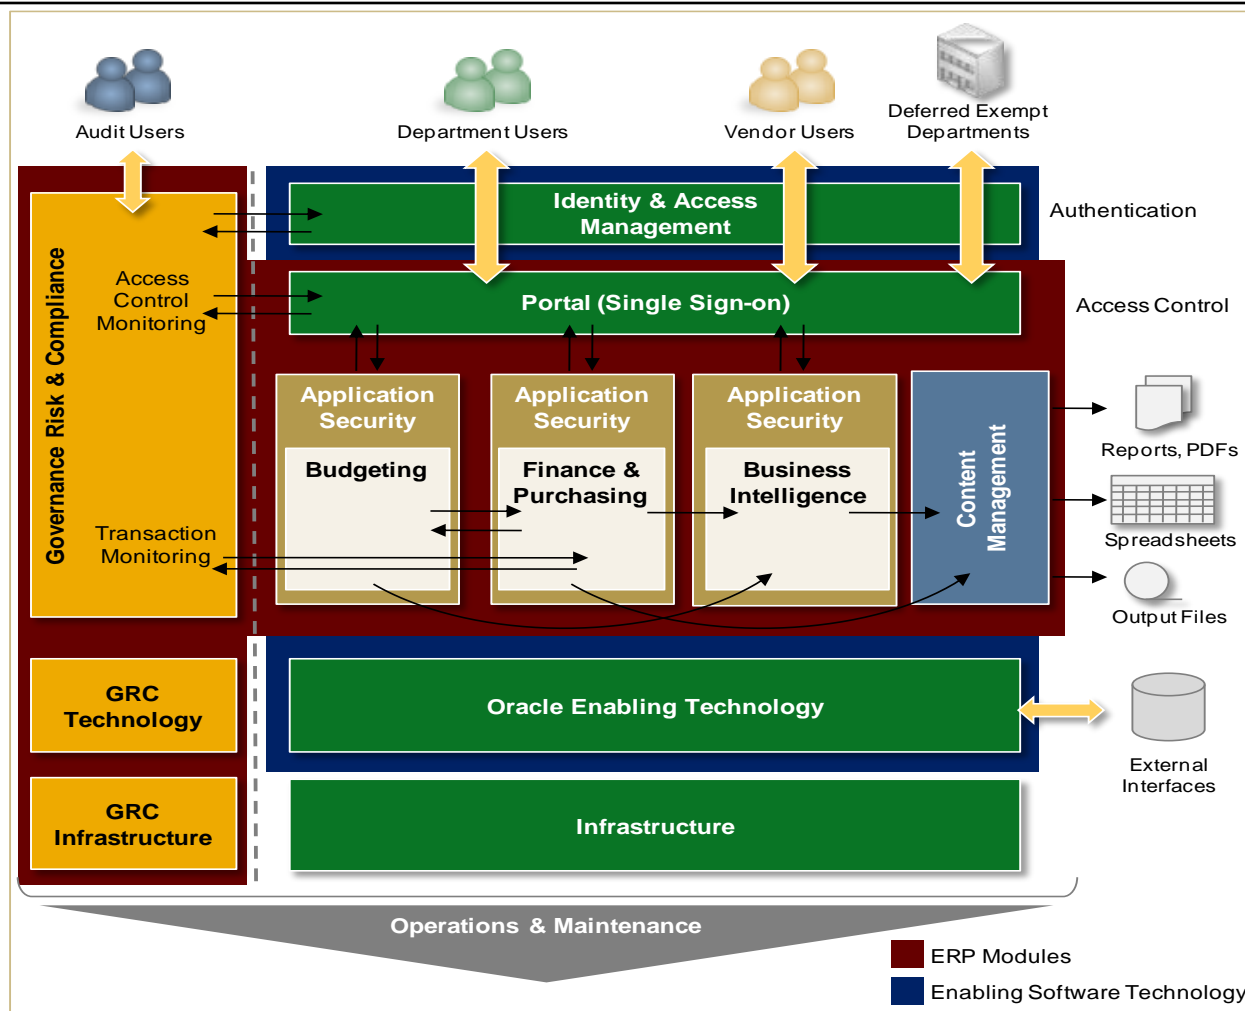 Audit Users
Department Users
Vendor Users
Deferred Exempt
Departments
Identity & Access
Management
Authentication
Governance Risk & Compliance
Access
Control
Monitoring
Portal (Single Sign-on)
Access Control
Application
Security
Application
Security
Application
Security
Budgeting
Finance &
Purchasing
Business
Intelligence
Content
Management
Reports, PDFs
Spreadsheets
Output Files
Transaction
Monitoring
GRC
Technology
Oracle Enabling Technology
External
Interfaces
GRC
Infrastructure
Infrastructure
Operations & Maintenance
ERP Modules
Enabling Software Technology